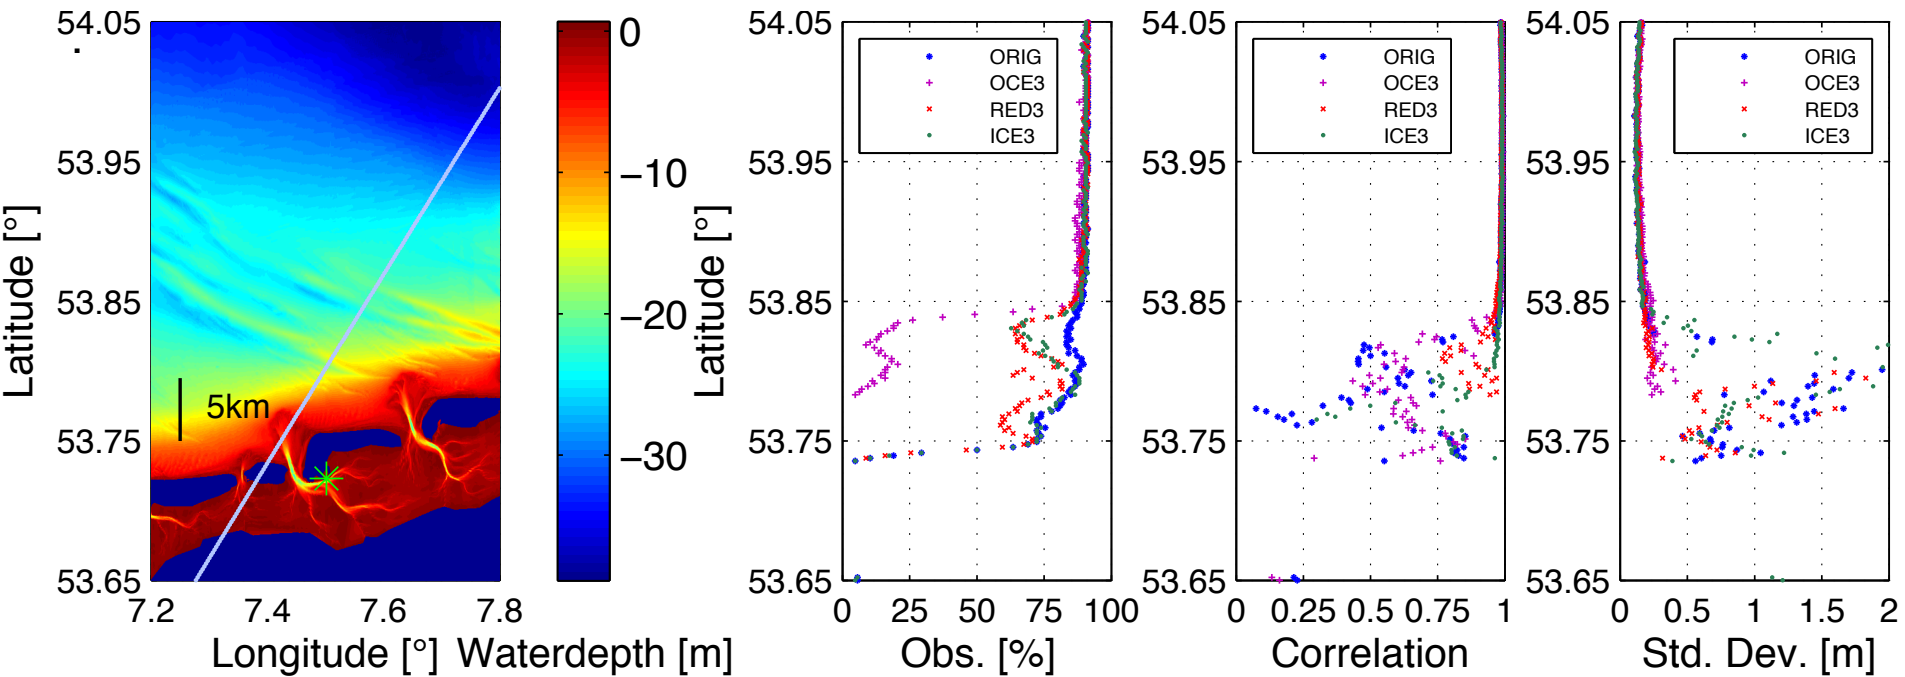 54.05
53.95
53.85
53.75
53.65
Latitude [°]
5km
7.2 7.4 7.6 7.8
Longitude [°]
0
−10
−20
−30
Waterdepth [m]
54.05
53.95
53.85
53.75
53.65
Latitude [°]
ORIG
OCE3
RED3
ICE3
0 25 50 75 100
Obs. [%]
54.05
53.95
53.85
53.75
53.65
ORIG
OCE3
RED3
ICE3
0 0.25 0.5 0.75 1
Correlation
54.05
53.95
53.85
53.75
53.65
ORIG
OCE3
RED3
ICE3
0 0.5 1 1.5 2
Std. Dev. [m]